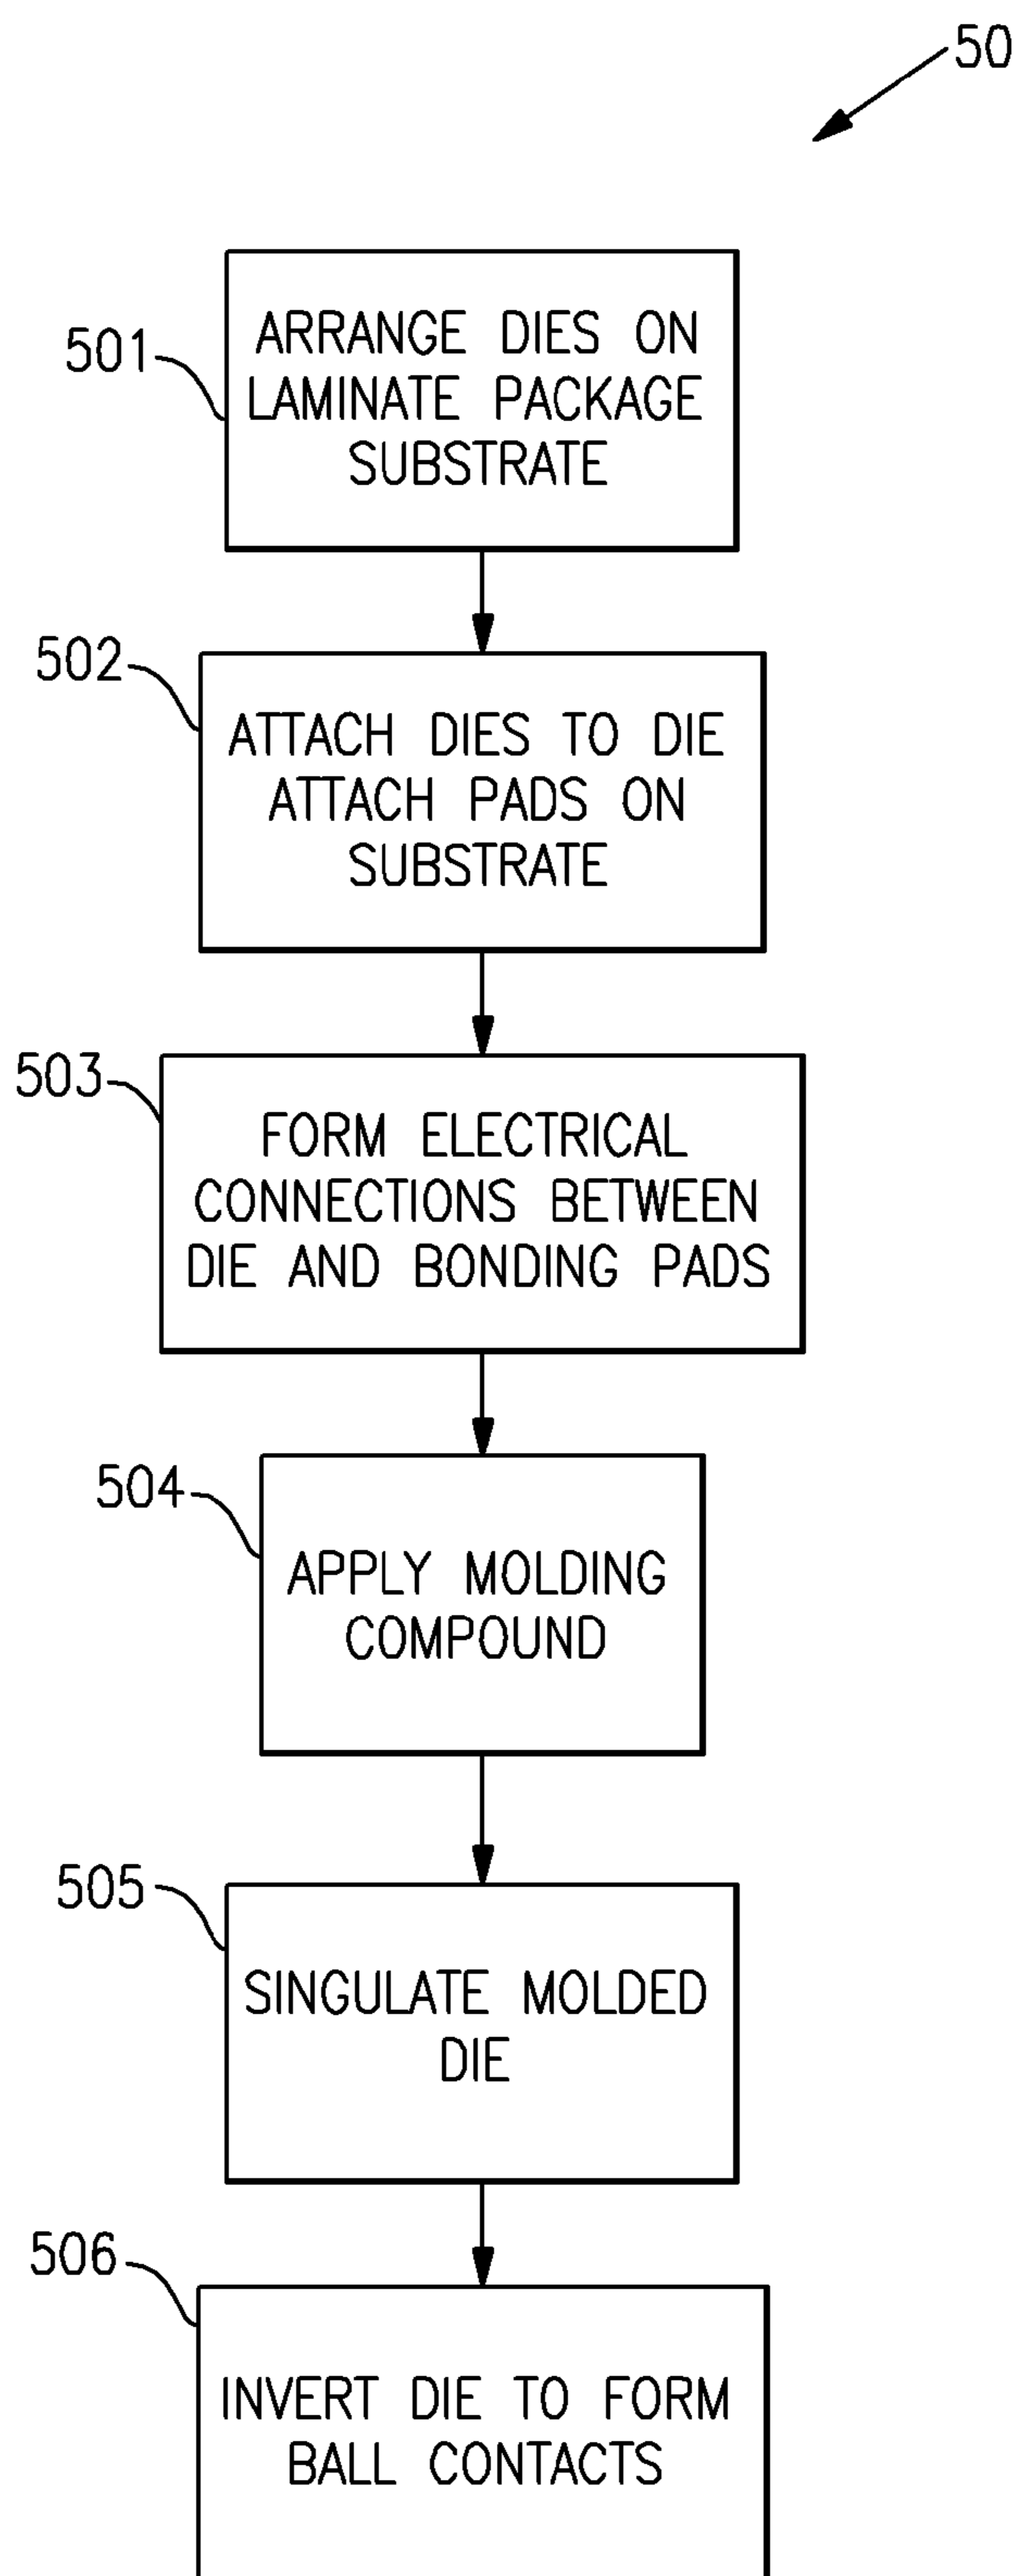 50
501
ARRANGE DIES ON
LAMINATE PACKAGE
SUBSTRATE
502
ATTACH DIES TO DIE
ATTACH PADS ON
SUBSTRATE
503
FORM ELECTRICAL
CONNECTIONS BETWEEN
DIE AND BONDING PADS
504
APPLY MOLDING
COMPOUND
505
SINGULATE MOLDED
DIE
506
INVERT DIE TO FORM
BALL CONTACTS